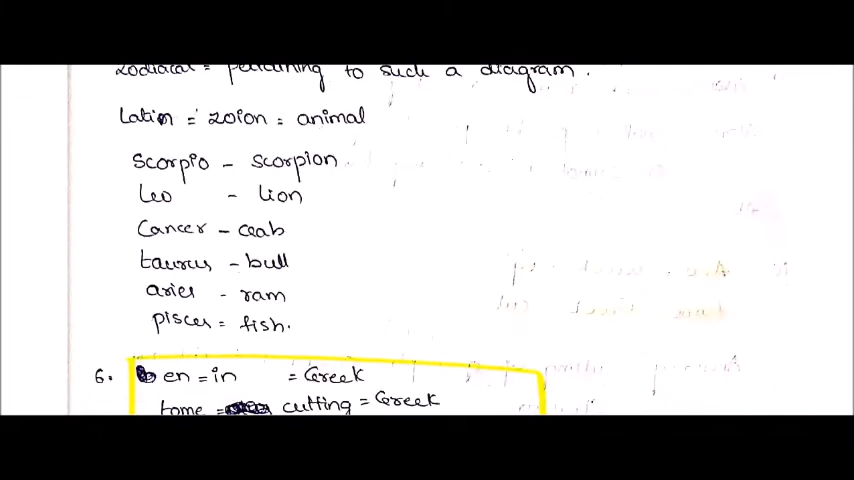 zodiacal = pertaining to such a diagram.
Latin = zoion = animal
Scorpio - scorpion
Leo - lion
Cancer - crab
taurus - bull
aries - ram
pisces = fish.
6. en = in = Greek
tome = cutting = Greek